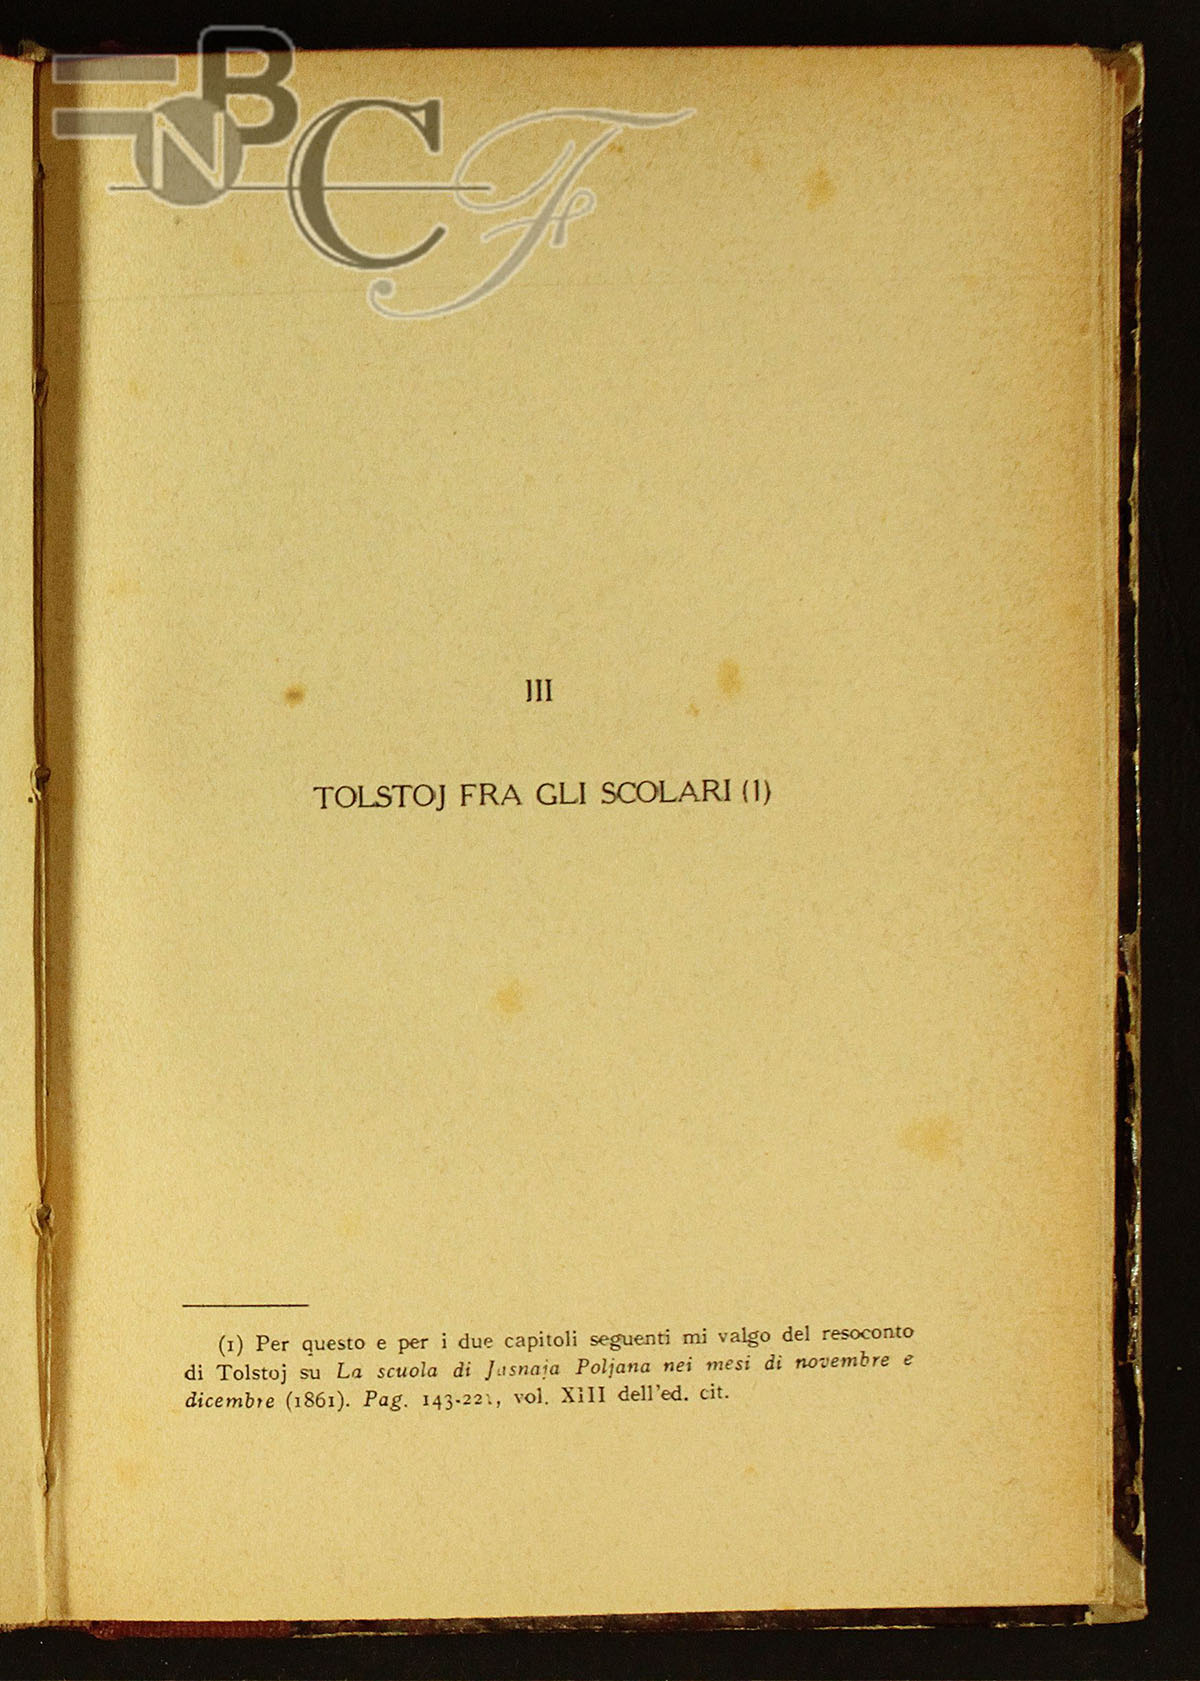 BNCF
III
TOLSTOJ FRA GLI SCOLARI (1)
(1) Per questo e per i due capitoli seguenti mi valgo del resoconto
di Tolstoj su La scuola di Jasnaja Poljana nei mesi di novembre e
dicembre (1861). Pag. 143-221, vol. XIII dell'ed. cit.